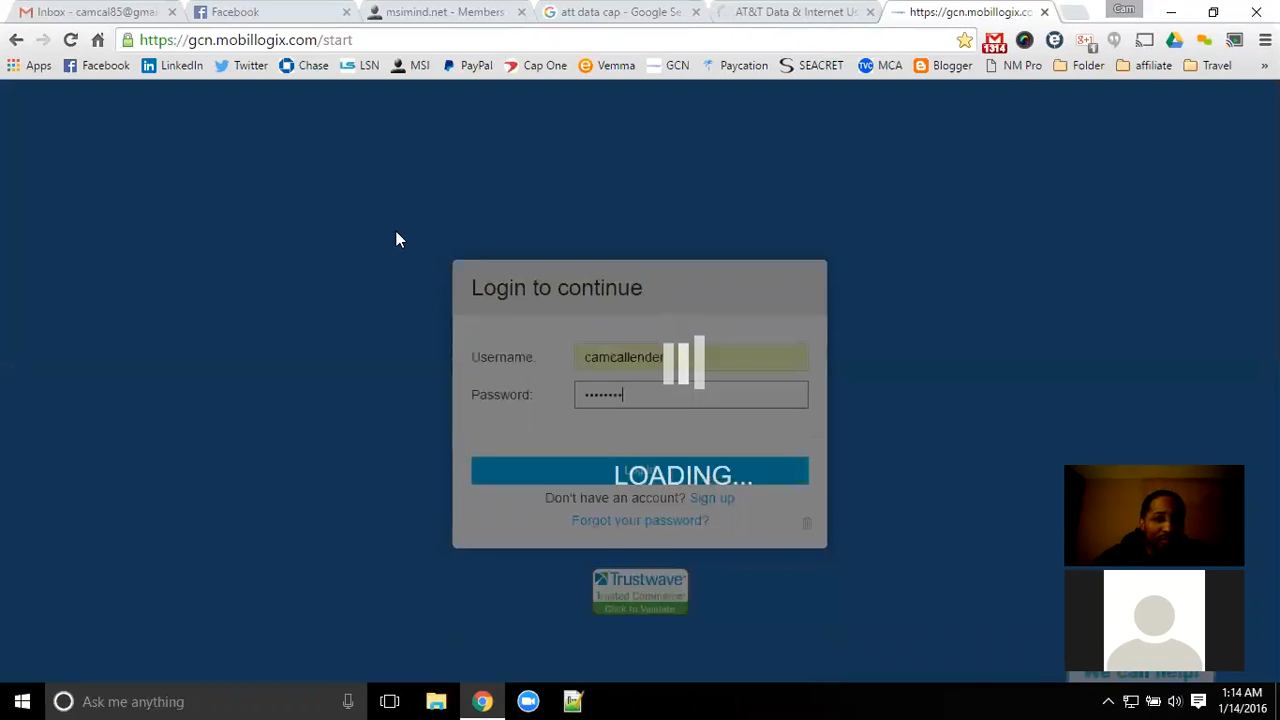 Inbox - camcal85@gmai
Facebook
msimind.net - Members
att data cap - Google Se
AT&T Data & Internet Us
https://gcn.mobillogix.co
Cam
https://gcn.mobillogix.com/start
1314
Apps Facebook LinkedIn Twitter Chase LSN MSI PayPal Cap One Vemma GCN Paycation SEACRET MCA Blogger NM Pro Folder affiliate Travel
Login to continue
Username.
camcallender
Password:
LOADING...
Don't have an account? Sign up
Forgot your password?
Trustwave
Trusted Commerce
Click to Validate
We can help!
Ask me anything
1:14 AM
1/14/2016